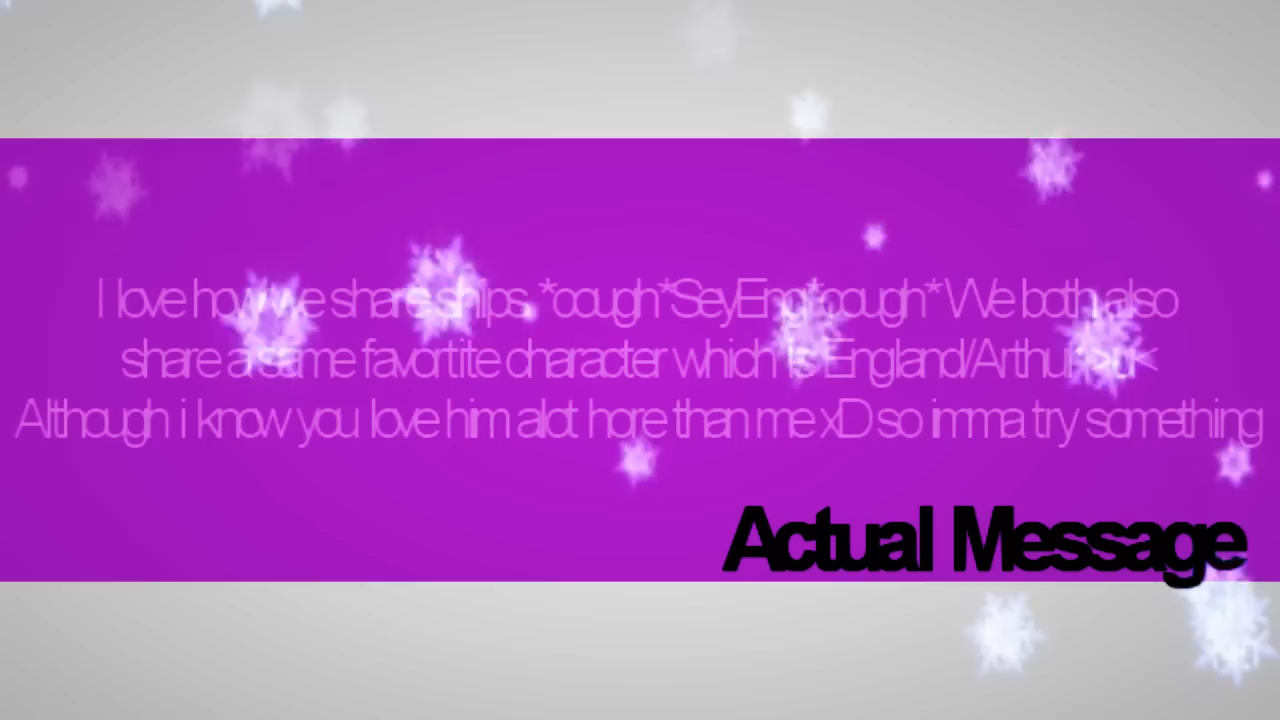 I love how we share ships, *cough*SeyEng*cough* We both also
share a same favortite character which is England/Arthur >u<
Although i know you love him alot hore than me xD so imma try something
Actual Message